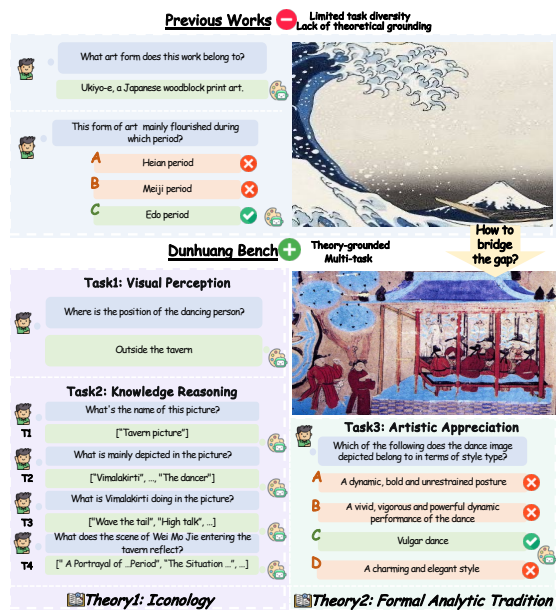 Previous Works
Limited task diversity
Lack of theoretical grounding
What art form does this work belong to?
Ukiyo-e, a Japanese woodblock print art.
This form of art mainly flourished during
which period?
A Heian period
B Meiji period
C Edo period
How to
bridge
the gap?
Dunhuang Bench
Theory-grounded
Multi-task
Task1: Visual Perception
Where is the position of the dancing person?
Outside the tavern
Task2: Knowledge Reasoning
What's the name of this picture?
T1 ["Tavern picture"]
What is mainly depicted in the picture?
T2 ["Vimalakirti", ..., "The dancer"]
What is Vimalakirti doing in the picture?
T3 ["Wave the tail", "High talk", ...]
What does the scene of Wei Mo Jie entering the
tavern reflect?
T4 [" A Portrayal of ...Period", "The Situation ...", ...]
Theory1: Iconology
Task3: Artistic Appreciation
Which of the following does the dance image
depicted belong to in terms of style type?
A A dynamic, bold and unrestrained posture
B A vivid, vigorous and powerful dynamic
performance of the dance
C Vulgar dance
D A charming and elegant style
Theory2: Formal Analytic Tradition